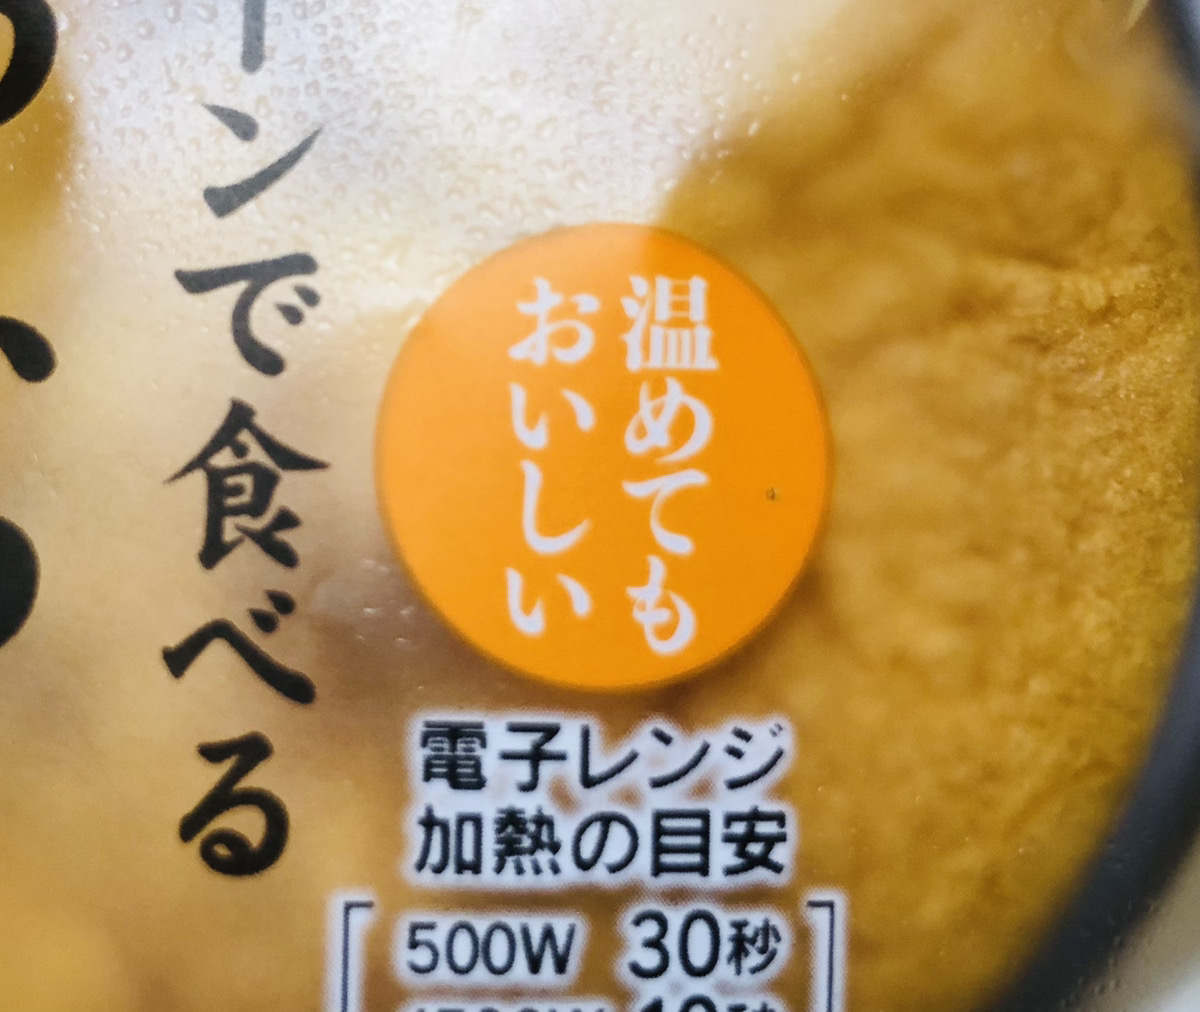 温めても
おいしい
ーンで食べる
電子レンジ
加熱の目安
500W 30秒